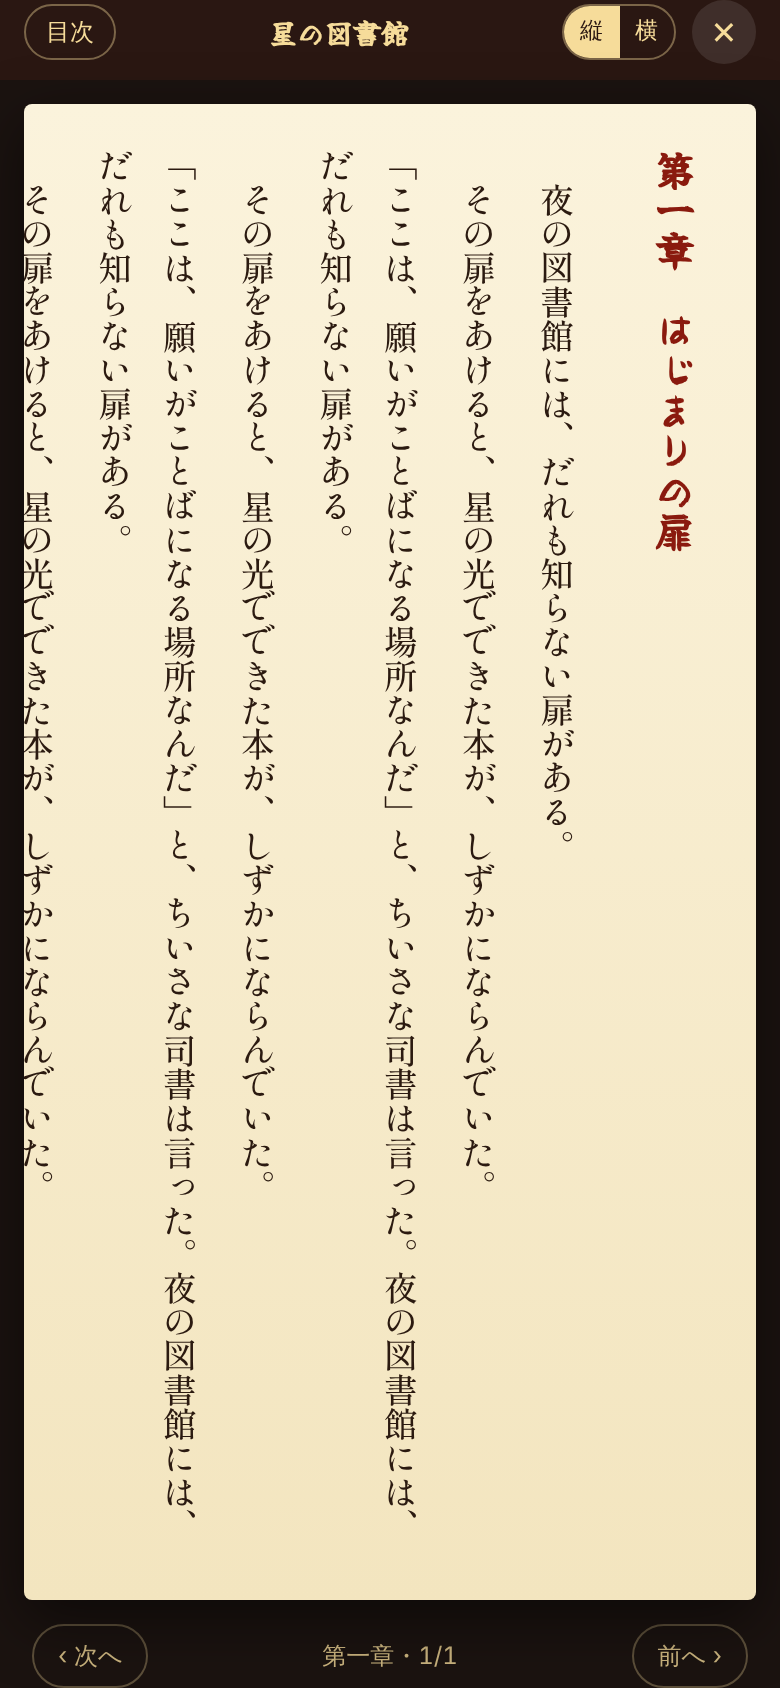 目次
星の図書館
縦
横
×
第一章　はじまりの扉
夜の図書館には、だれも知らない扉がある。
その扉をあけると、星の光でできた本が、しずかにならんでいた。
「ここは、願いがことばになる場所なんだ」と、ちいさな司書は言った。夜の図書館には、
だれも知らない扉がある。
その扉をあけると、星の光でできた本が、しずかにならんでいた。
「ここは、願いがことばになる場所なんだ」と、ちいさな司書は言った。夜の図書館には、
だれも知らない扉がある。
その扉をあけると、星の光でできた本が、しずかにならんでいた。
‹ 次へ
第一章・1/1
前へ ›